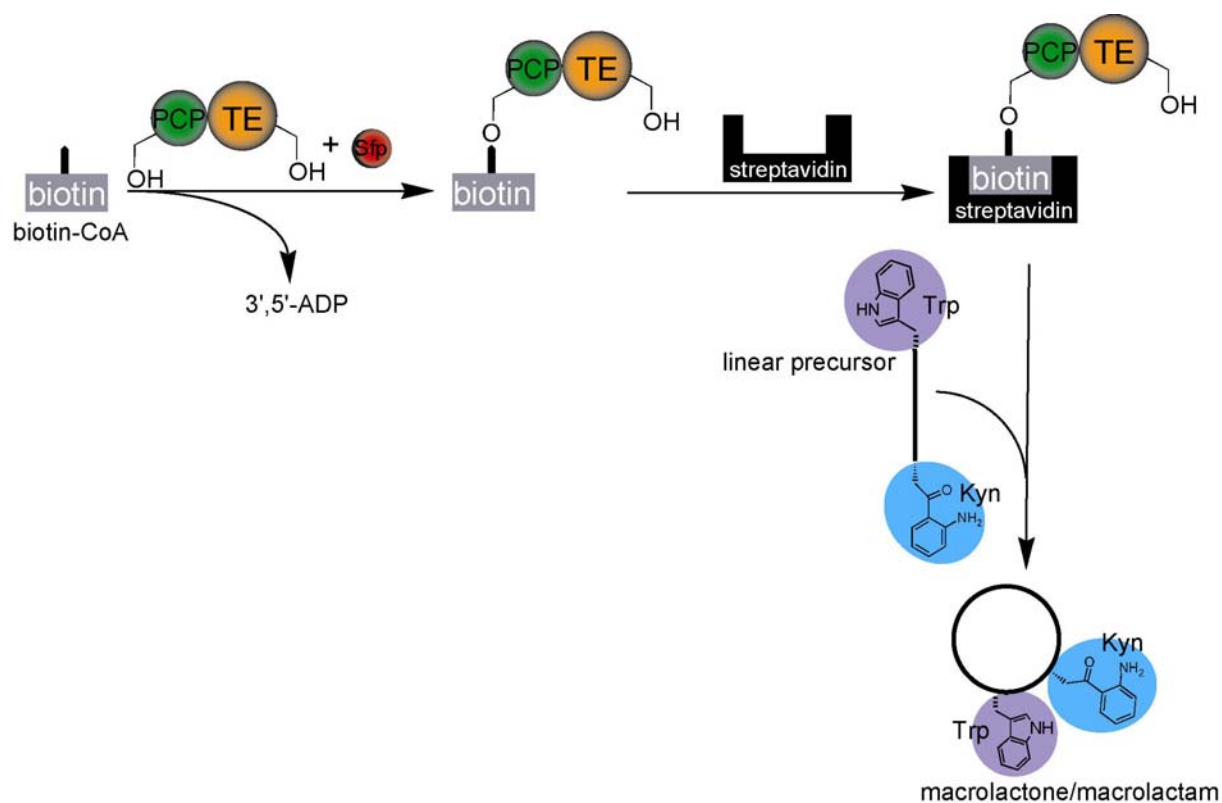 PCP TE OH
PCP TE
+ Sfp
OH
OH
O
biotin
biotin-CoA
3',5'-ADP
biotin
OH
streptavidin
PCP TE
OH
O
biotin
streptavidin
HN
Trp
linear precursor
O
Kyn
NH2
Kyn
O
NH2
Trp
NH
macrolactone/macrolactam